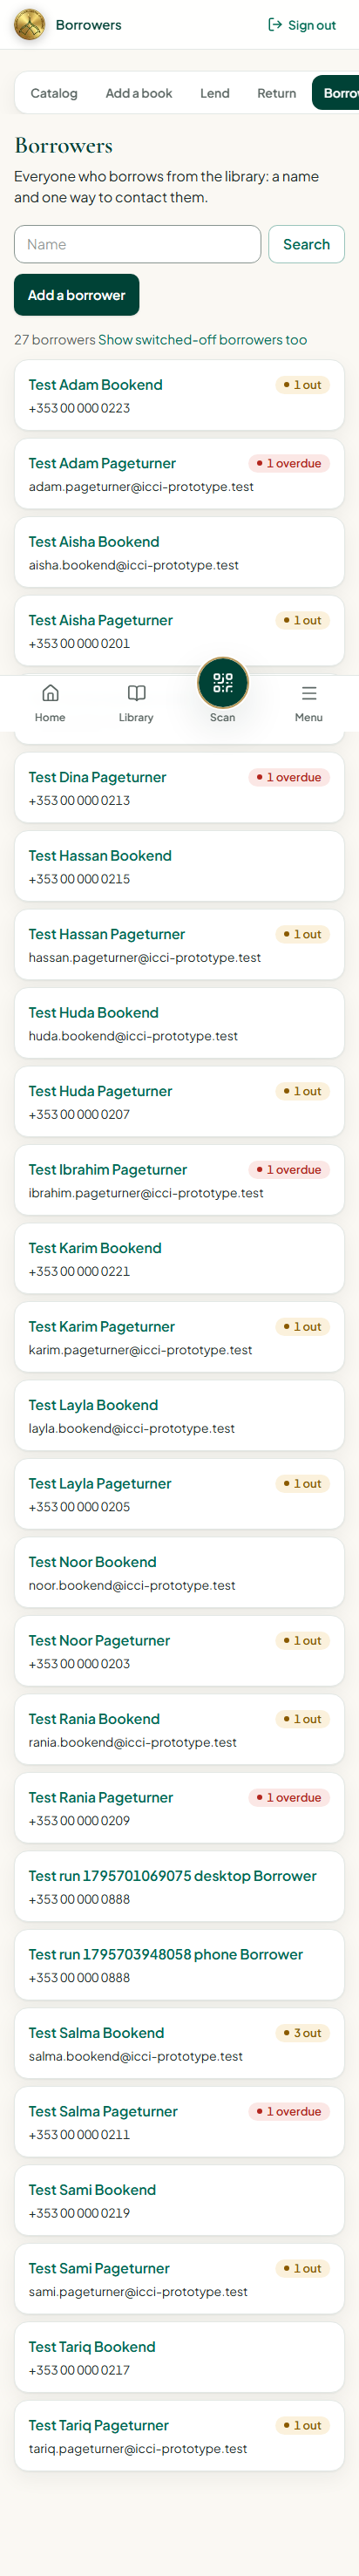 Borrowers
Sign out
Catalog
Add a book
Lend
Return
Borrowers
Everyone who borrows from the library: a name
and one way to contact them.
Name
Search
Add a borrower
27 borrowers Show switched-off borrowers too
Test Adam Bookend
1 out
+353 00 000 0223
Test Adam Pageturner
1 overdue
adam.pageturner@icci-prototype.test
Test Aisha Bookend
aisha.bookend@icci-prototype.test
Test Aisha Pageturner
1 out
+353 00 000 0201
Home
Library
Scan
Menu
Test Dina Pageturner
1 overdue
+353 00 000 0213
Test Hassan Bookend
+353 00 000 0215
Test Hassan Pageturner
1 out
hassan.pageturner@icci-prototype.test
Test Huda Bookend
huda.bookend@icci-prototype.test
Test Huda Pageturner
1 out
+353 00 000 0207
Test Ibrahim Pageturner
1 overdue
ibrahim.pageturner@icci-prototype.test
Test Karim Bookend
+353 00 000 0221
Test Karim Pageturner
1 out
karim.pageturner@icci-prototype.test
Test Layla Bookend
layla.bookend@icci-prototype.test
Test Layla Pageturner
1 out
+353 00 000 0205
Test Noor Bookend
noor.bookend@icci-prototype.test
Test Noor Pageturner
1 out
+353 00 000 0203
Test Rania Bookend
1 out
rania.bookend@icci-prototype.test
Test Rania Pageturner
1 overdue
+353 00 000 0209
Test run 1795701069075 desktop Borrower
+353 00 000 0888
Test run 1795703948058 phone Borrower
+353 00 000 0888
Test Salma Bookend
3 out
salma.bookend@icci-prototype.test
Test Salma Pageturner
1 overdue
+353 00 000 0211
Test Sami Bookend
+353 00 000 0219
Test Sami Pageturner
1 out
sami.pageturner@icci-prototype.test
Test Tariq Bookend
+353 00 000 0217
Test Tariq Pageturner
1 out
tariq.pageturner@icci-prototype.test